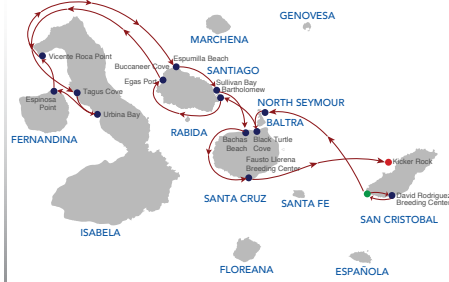 GENOVESA
MARCHENA
Vicente Roca Point
Buccaneer Cove
Espumilla Beach
SANTIAGO
Egas Port
Sullivan Bay
Bartholomew
Tagus Cove
Espinosa
Point
Urbina Bay
NORTH SEYMOUR
BALTRA
FERNANDINA
RABIDA
Bachas
Beach
Black Turtle
Cove
Fausto Llerena
Breeding Center
Kicker Rock
SANTA CRUZ
SANTA FE
David Rodriguez
Breeding Center
SAN CRISTOBAL
ISABELA
FLOREANA
ESPAÑOLA